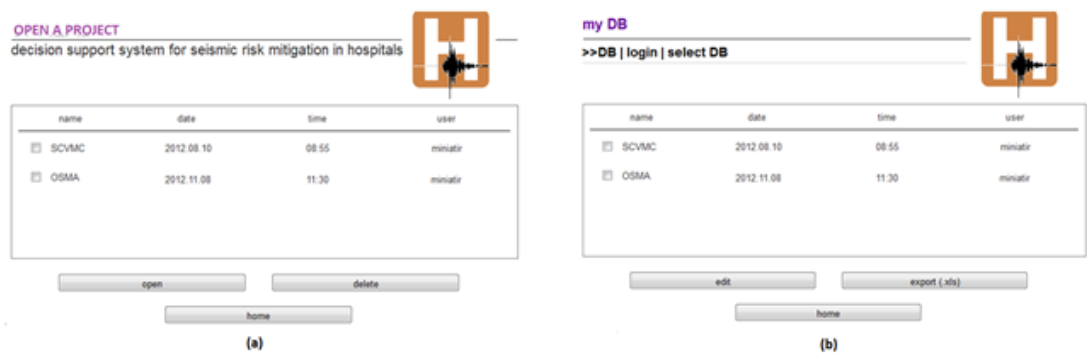 OPEN A PROJECT
decision support system for seismic risk mitigation in hospitals
name date time user
SCVMC 2012.08.10 08:55 miniatir
OSMA 2012.11.08 11:30 miniatir
open delete
home
(a)
my DB
>>DB | login | select DB
name date time user
SCVMC 2012.08.10 08:55 miniatir
OSMA 2012.11.08 11:30 miniatir
edit export (.xls)
home
(b)